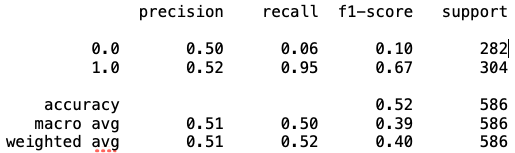 precision recall f1-score support
0.0 0.50 0.06 0.10 282
1.0 0.52 0.95 0.67 304
accuracy 0.52 586
macro avg 0.51 0.50 0.39 586
weighted avg 0.51 0.52 0.40 586